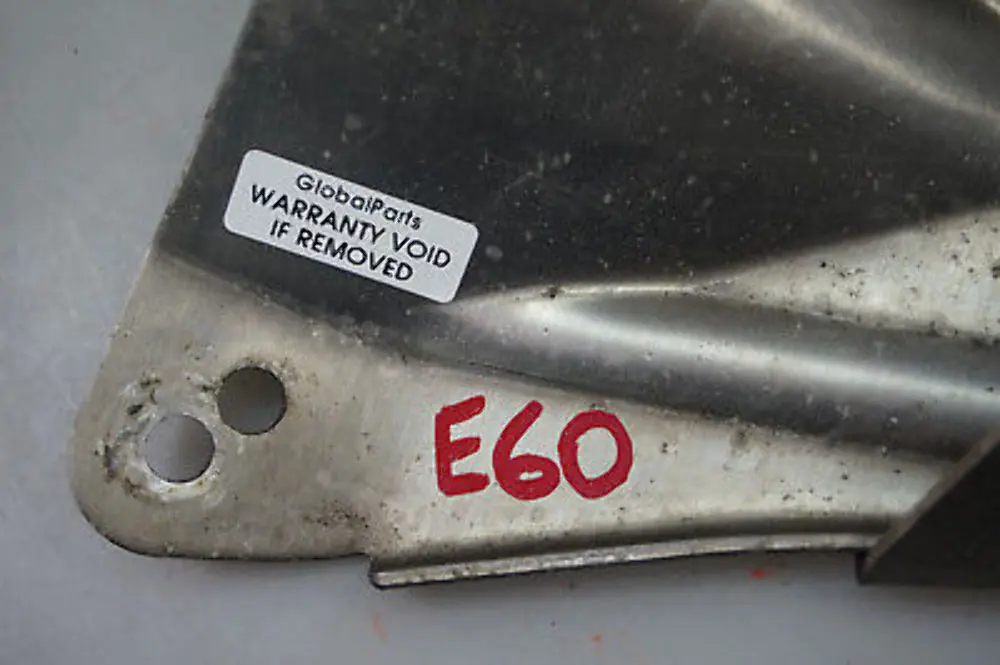 GlobalParts
WARRANTY VOID
IF REMOVED
E60